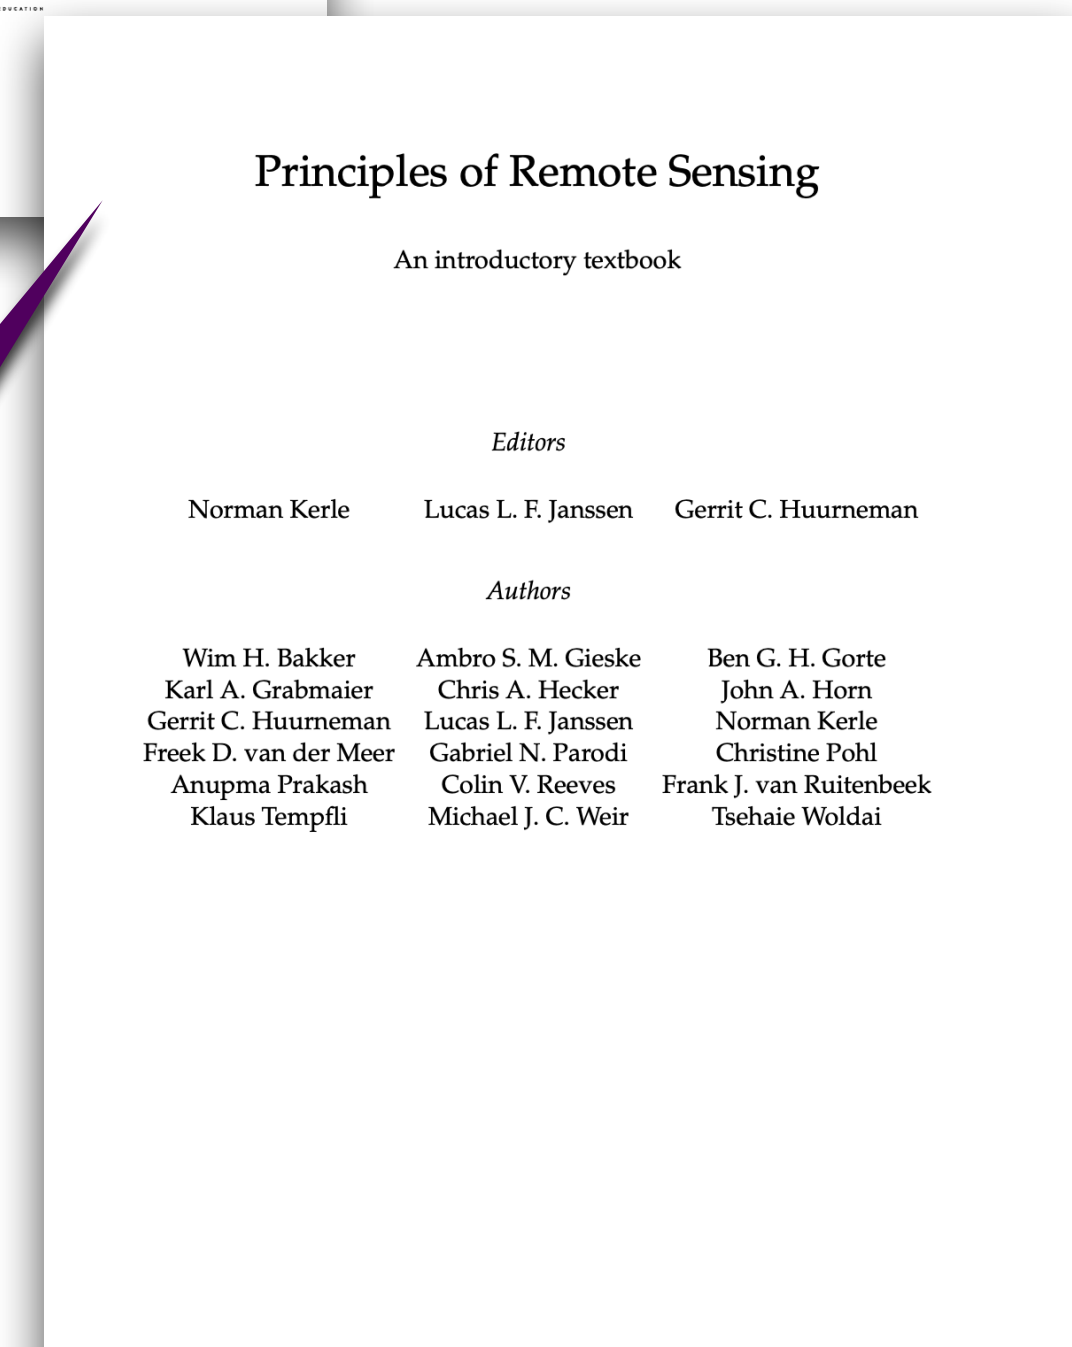 EDUCATION
Principles of Remote Sensing
An introductory textbook
Editors
Norman Kerle Lucas L. F. Janssen Gerrit C. Huurneman
Authors
Wim H. Bakker Ambro S. M. Gieske Ben G. H. Gorte
Karl A. Grabmaier Chris A. Hecker John A. Horn
Gerrit C. Huurneman Lucas L. F. Janssen Norman Kerle
Freek D. van der Meer Gabriel N. Parodi Christine Pohl
Anupma Prakash Colin V. Reeves Frank J. van Ruitenbeek
Klaus Tempfli Michael J. C. Weir Tsehaie Woldai